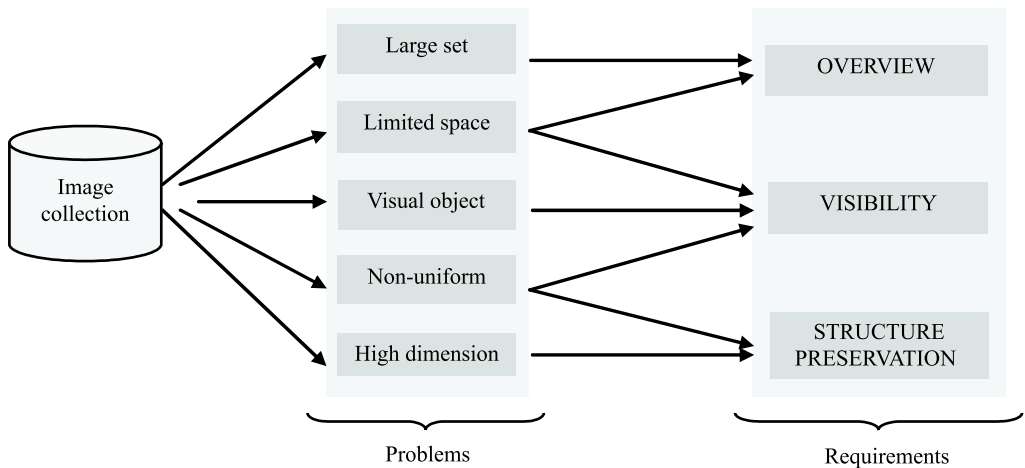 Image
collection
Large set
Limited space
Visual object
Non-uniform
High dimension
Problems
OVERVIEW
VISIBILITY
STRUCTURE
PRESERVATION
Requirements